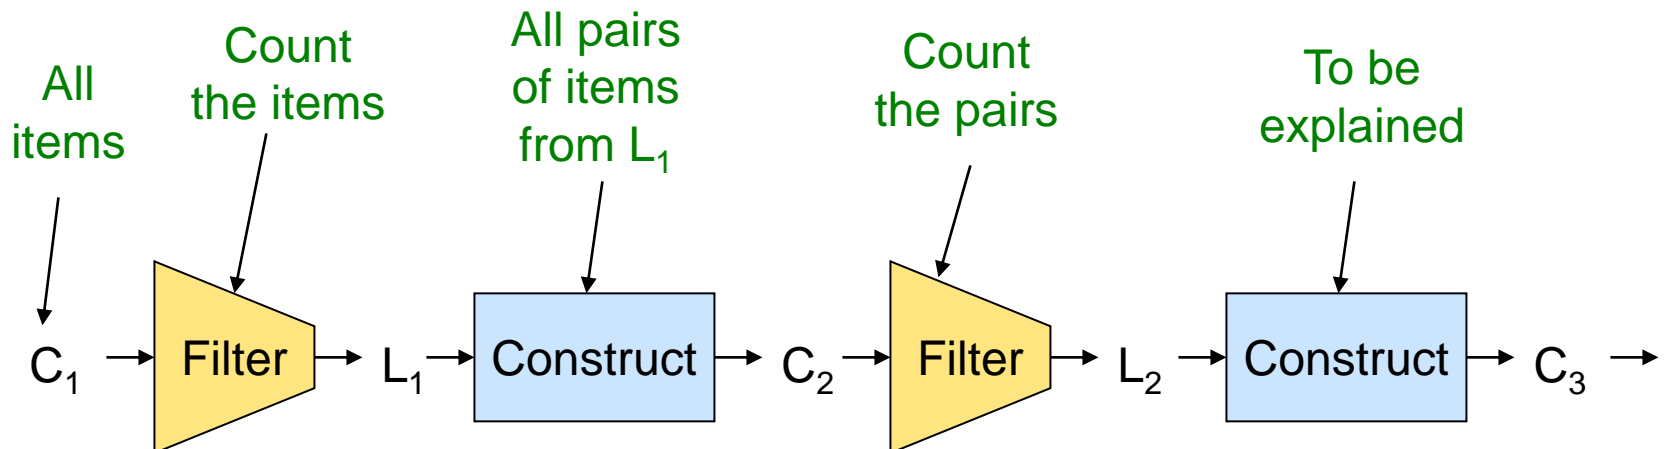 All
items
Count
the items
All pairs
of items
from L₁
Count
the pairs
To be
explained
C₁
Filter
L₁
Construct
C₂
Filter
L₂
Construct
C₃